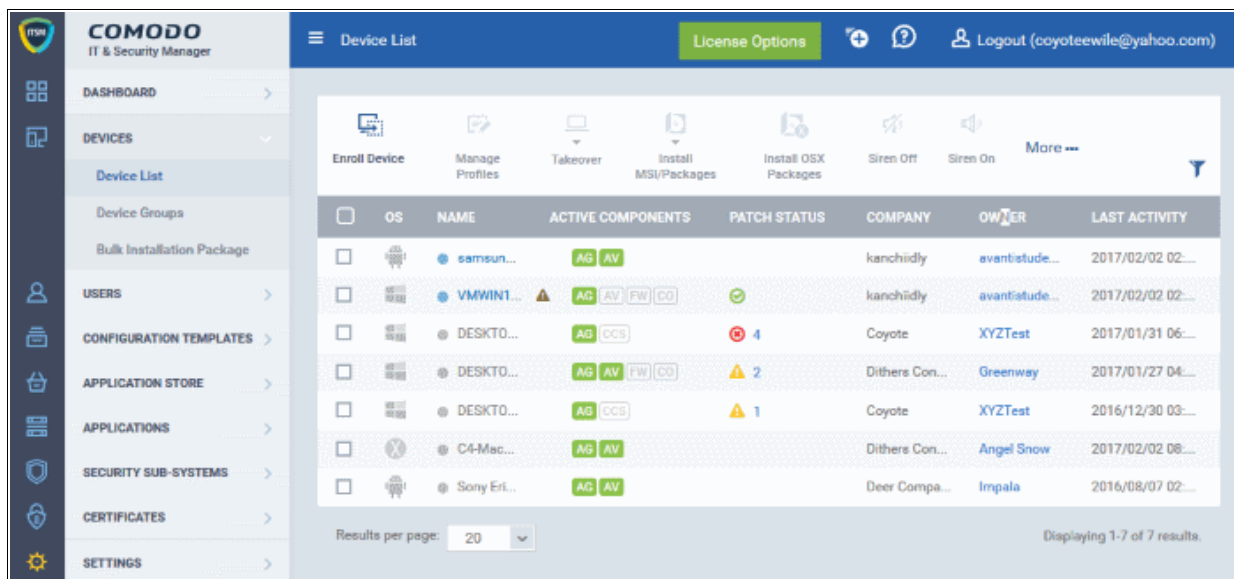 ITSM
COMODO
IT & Security Manager
Device List
License Options
Logout (coyoteewile@yahoo.com)
DASHBOARD
DEVICES
Device List
Device Groups
Bulk Installation Package
USERS
CONFIGURATION TEMPLATES
APPLICATION STORE
APPLICATIONS
SECURITY SUB-SYSTEMS
CERTIFICATES
SETTINGS
Enroll Device
Manage Profiles
Takeover
Install MSI/Packages
Install OSX Packages
Siren Off
Siren On
More
OS NAME ACTIVE COMPONENTS PATCH STATUS COMPANY OWNER LAST ACTIVITY
samsun... AG AV kanchiidly avantistude... 2017/02/02 02:...
VMWIN1... AG AV FW CO kanchiidly avantistude... 2017/02/02 02:...
DESKTO... AG CCS 4 Coyote XYZTest 2017/01/31 06:...
DESKTO... AG AV FW CO 2 Dithers Con... Greenway 2017/01/27 04:...
DESKTO... AG CCS 1 Coyote XYZTest 2016/12/30 03:...
C4-Mac... AG AV Dithers Con... Angel Snow 2017/02/02 08:...
Sony Eri... AG AV Deer Compa... Impala 2016/08/07 02:...
Results per page: 20
Displaying 1-7 of 7 results.